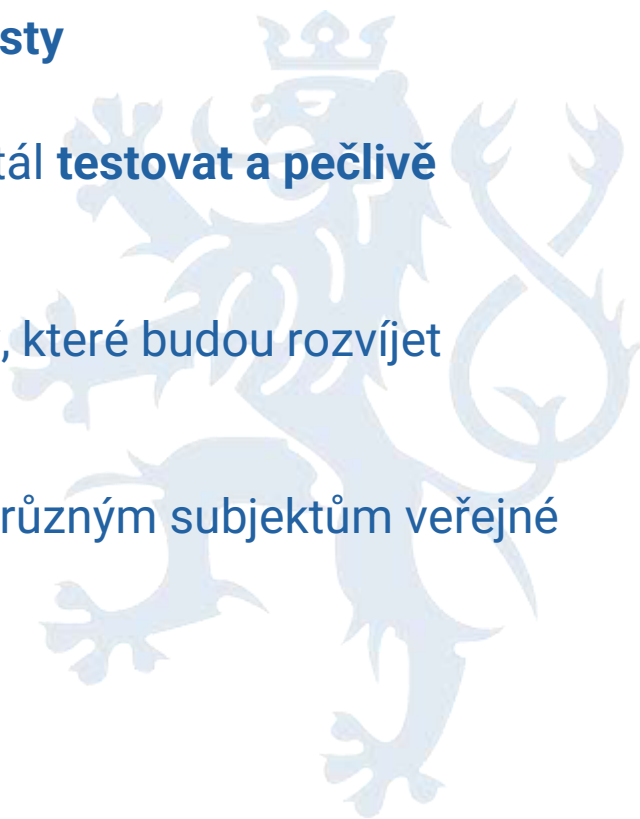 sty
tál testovat a pečlivě
, které budou rozvíjet
různým subjektům veřejné